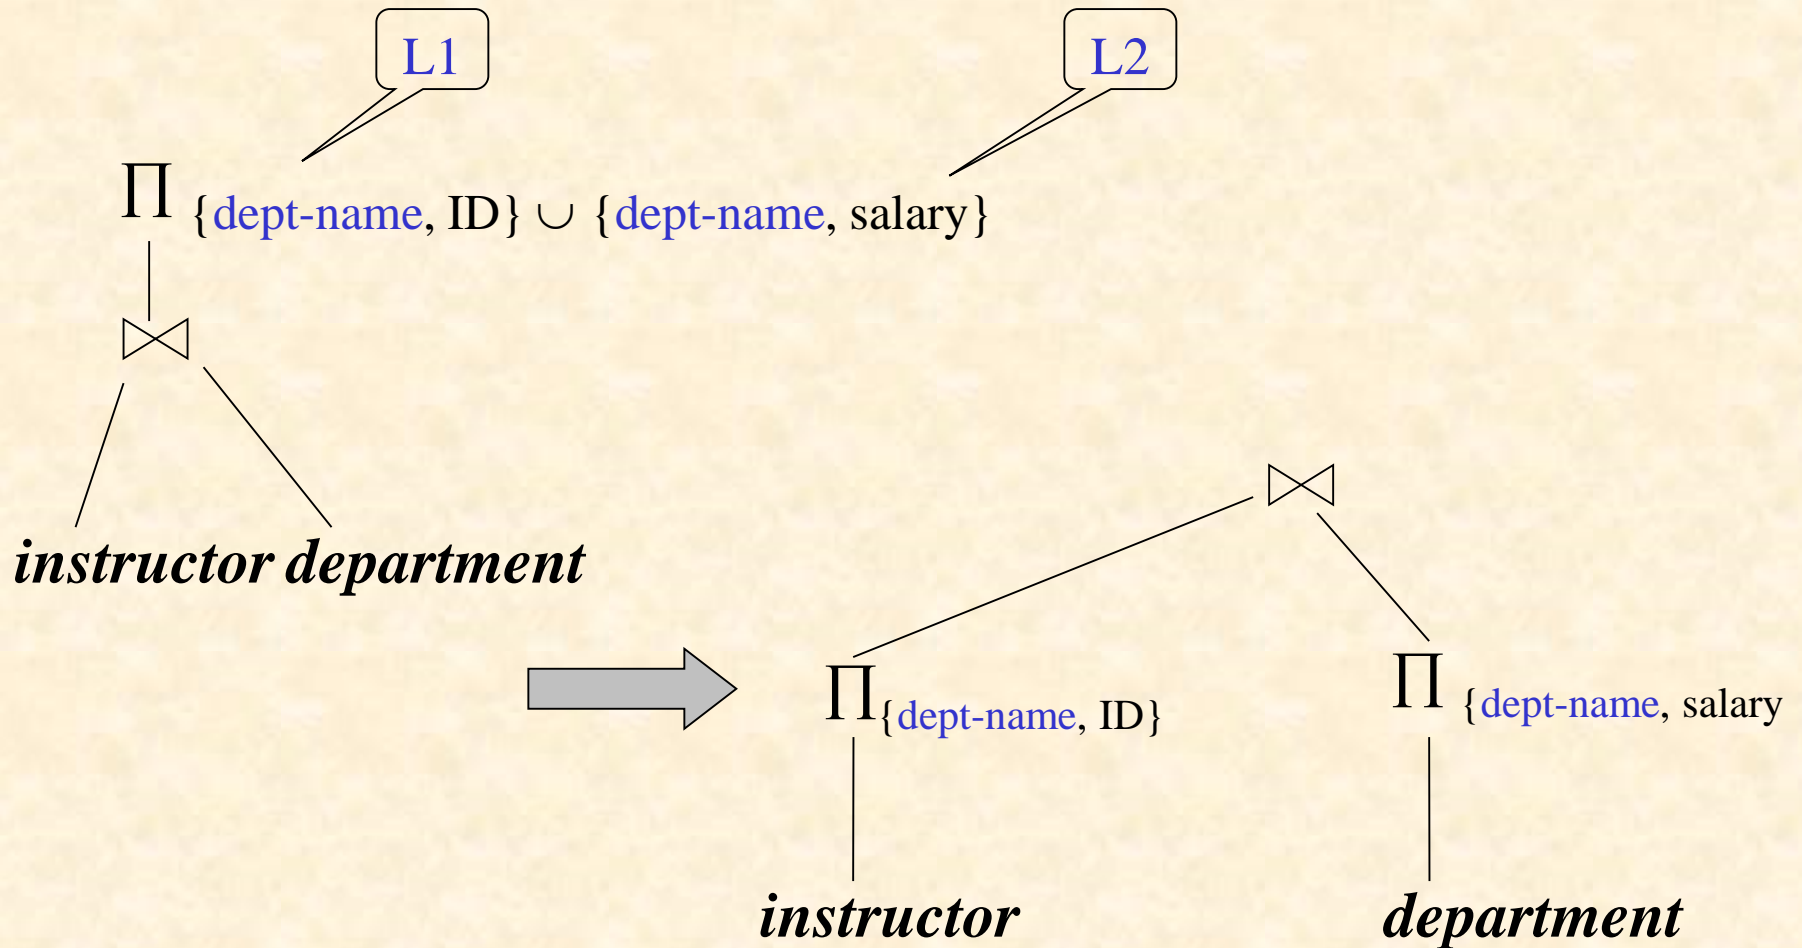 L1 L2
∏ {dept-name, ID} ∪ {dept-name, salary}
⋈
instructor department
⋈
∏{dept-name, ID} ∏ {dept-name, salary
instructor department